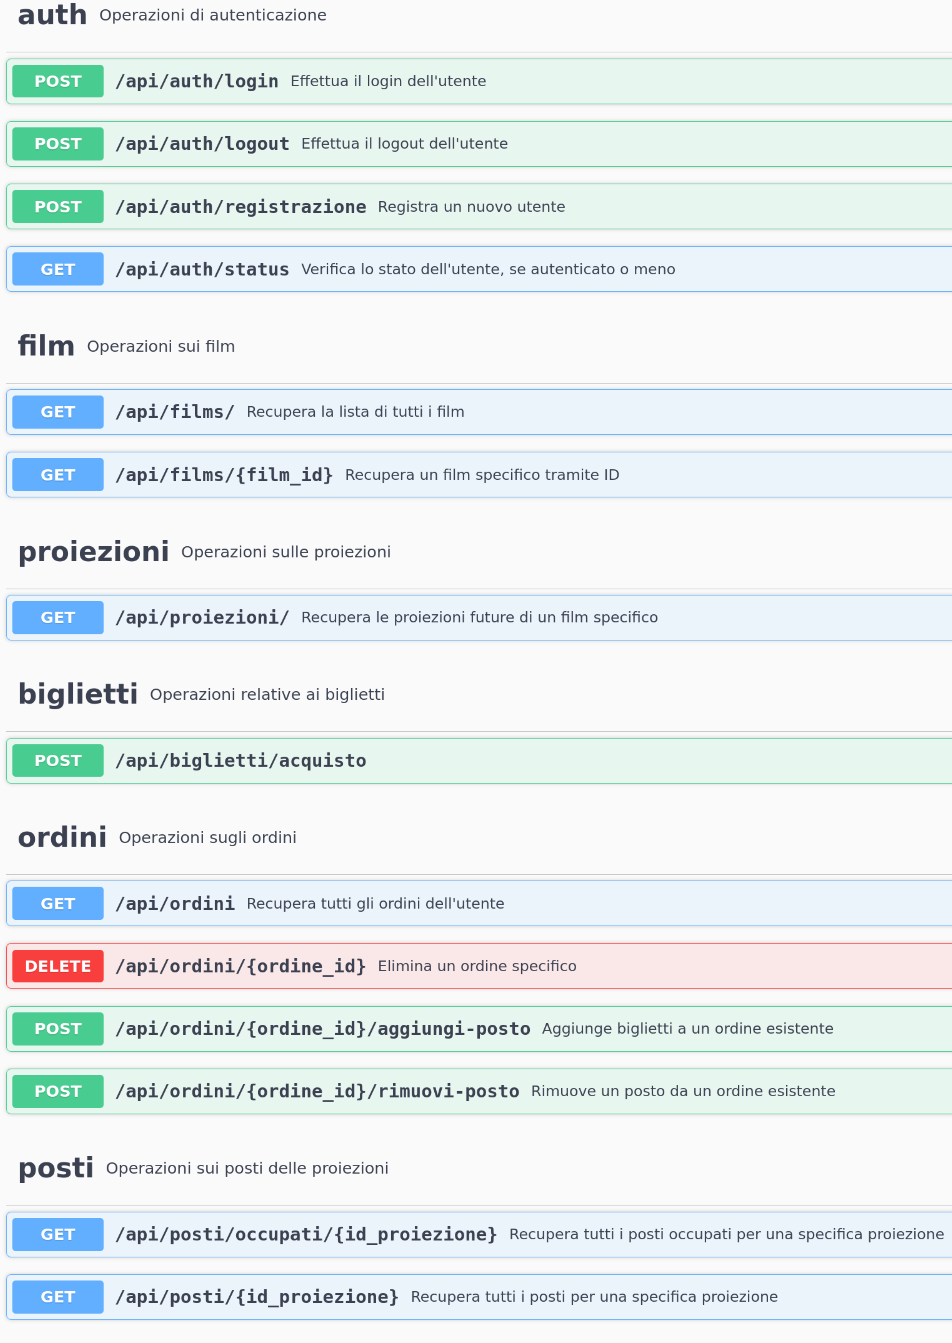 auth Operazioni di autenticazione
POST /api/auth/login Effettua il login dell'utente
POST /api/auth/logout Effettua il logout dell'utente
POST /api/auth/registrazione Registra un nuovo utente
GET /api/auth/status Verifica lo stato dell'utente, se autenticato o meno
film Operazioni sui film
GET /api/films/ Recupera la lista di tutti i film
GET /api/films/{film_id} Recupera un film specifico tramite ID
proiezioni Operazioni sulle proiezioni
GET /api/proiezioni/ Recupera le proiezioni future di un film specifico
biglietti Operazioni relative ai biglietti
POST /api/biglietti/acquisto
ordini Operazioni sugli ordini
GET /api/ordini Recupera tutti gli ordini dell'utente
DELETE /api/ordini/{ordine_id} Elimina un ordine specifico
POST /api/ordini/{ordine_id}/aggiungi-posto Aggiunge biglietti a un ordine esistente
POST /api/ordini/{ordine_id}/rimuovi-posto Rimuove un posto da un ordine esistente
posti Operazioni sui posti delle proiezioni
GET /api/posti/occupati/{id_proiezione} Recupera tutti i posti occupati per una specifica proiezione
GET /api/posti/{id_proiezione} Recupera tutti i posti per una specifica proiezione